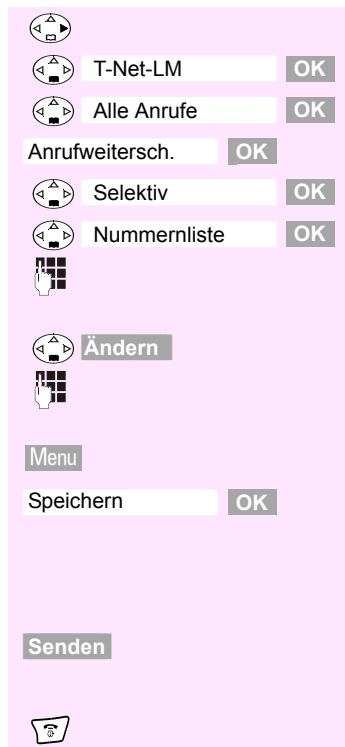 T-Net-LM OK
Alle Anrufe OK
Anrufweitersch. OK
Selektiv OK
Nummernliste OK
Ändern
Menu
Speichern OK
Senden